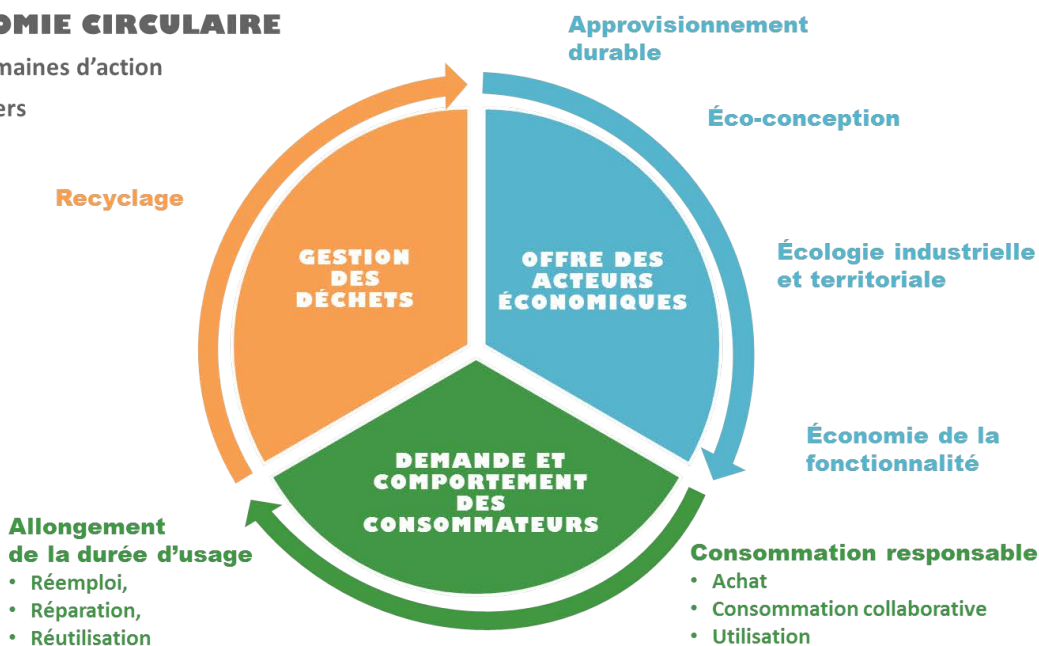 OMIE CIRCULAIRE
maines d'action
ers
Approvisionnement
durable
Éco-conception
Écologie industrielle
et territoriale
Économie de la
fonctionnalité
Recyclage
GESTION
DES
DÉCHETS
OFFRE DES
ACTEURS
ÉCONOMIQUES
DEMANDE ET
COMPORTEMENT
DES
CONSOMMATEURS
Consommation responsable
• Achat
• Consommation collaborative
• Utilisation
Allongement
de la durée d'usage
• Réemploi,
• Réparation,
• Réutilisation